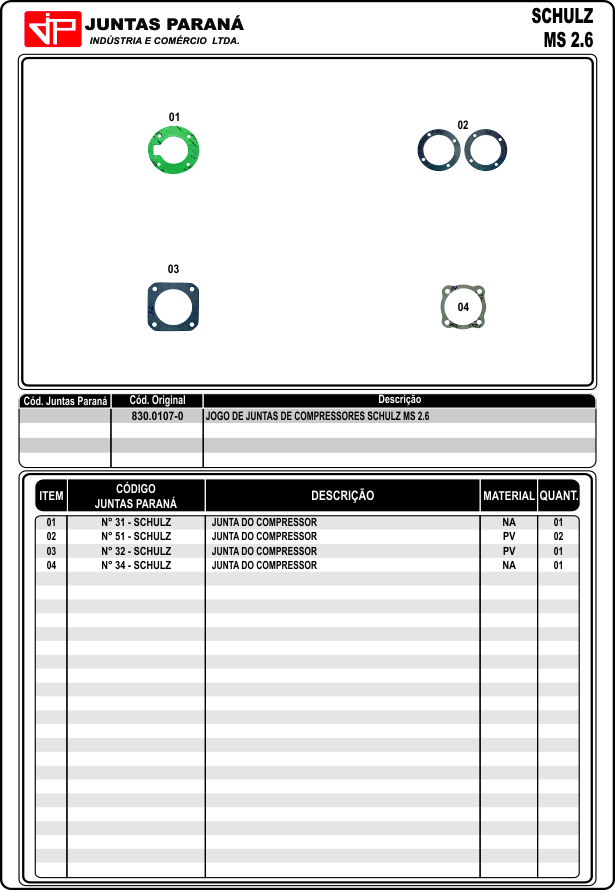 JP JUNTAS PARANÁ
INDÚSTRIA E COMÉRCIO LTDA.
SCHULZ
MS 2.6
01
02
03
04
Cód. Juntas Paraná Cód. Original Descrição
830.0107-0 JOGO DE JUNTAS DE COMPRESSORES SCHULZ MS 2.6
ITEM CÓDIGO JUNTAS PARANÁ DESCRIÇÃO MATERIAL QUANT.
01 N° 31 - SCHULZ JUNTA DO COMPRESSOR NA 01
02 N° 51 - SCHULZ JUNTA DO COMPRESSOR PV 02
03 N° 32 - SCHULZ JUNTA DO COMPRESSOR PV 01
04 N° 34 - SCHULZ JUNTA DO COMPRESSOR NA 01